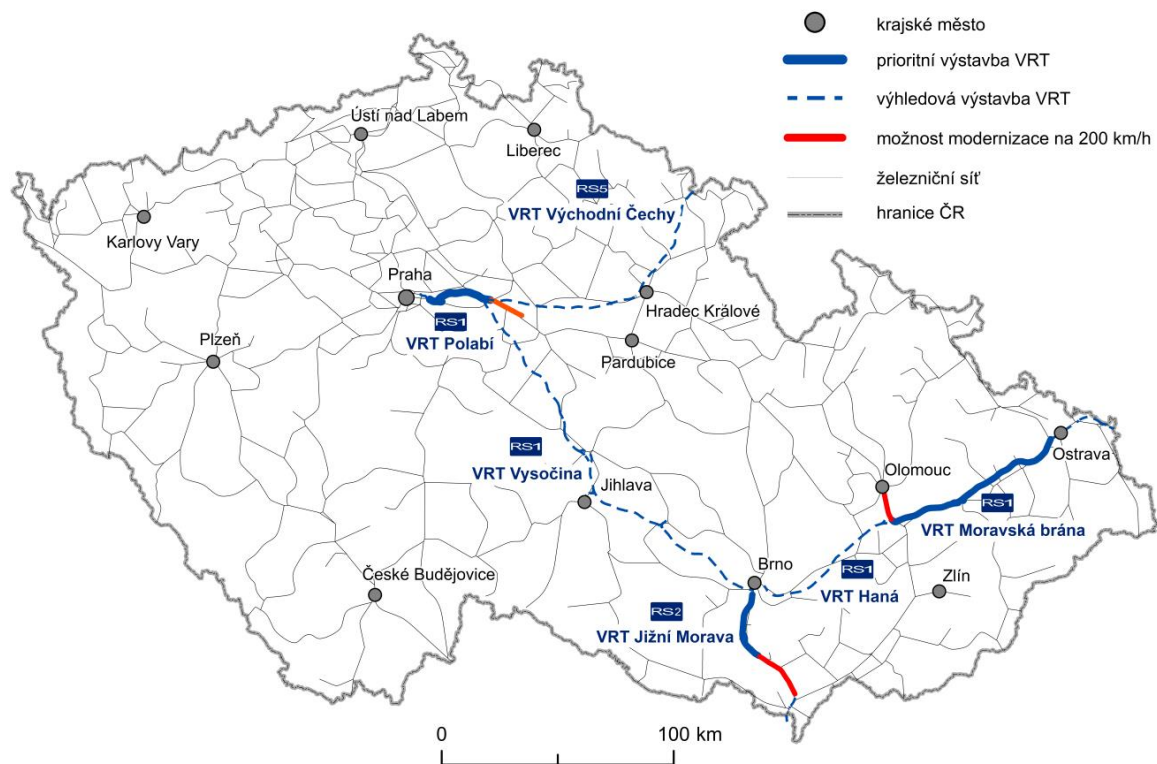 krajské město
prioritní výstavba VRT
výhledová výstavba VRT
možnost modernizace na 200 km/h
železniční síť
hranice ČR
Ústí nad Labem
Liberec
RS5
VRT Východní Čechy
Karlovy Vary
Praha
Hradec Králové
RS1
VRT Polabí
Plzeň
Pardubice
RS1
VRT Vysočina
Jihlava
Olomouc
Ostrava
RS1
VRT Moravská brána
Brno
České Budějovice
RS1
VRT Haná
Zlín
RS2
VRT Jižní Morava
0
100 km